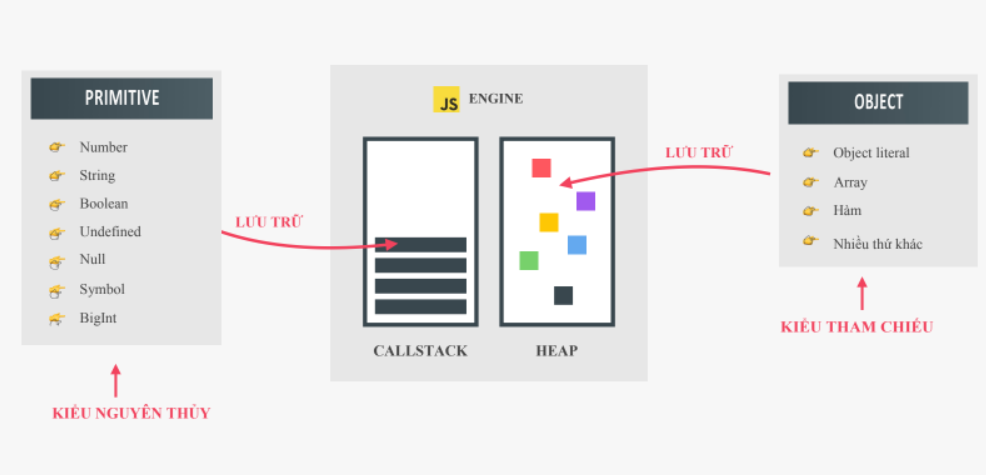 PRIMITIVE
Number
String
Boolean
Undefined
Null
Symbol
BigInt
KIỂU NGUYÊN THỦY
LƯU TRỮ
JS ENGINE
CALLSTACK
HEAP
LƯU TRỮ
OBJECT
Object literal
Array
Hàm
Nhiều thứ khác
KIỂU THAM CHIẾU